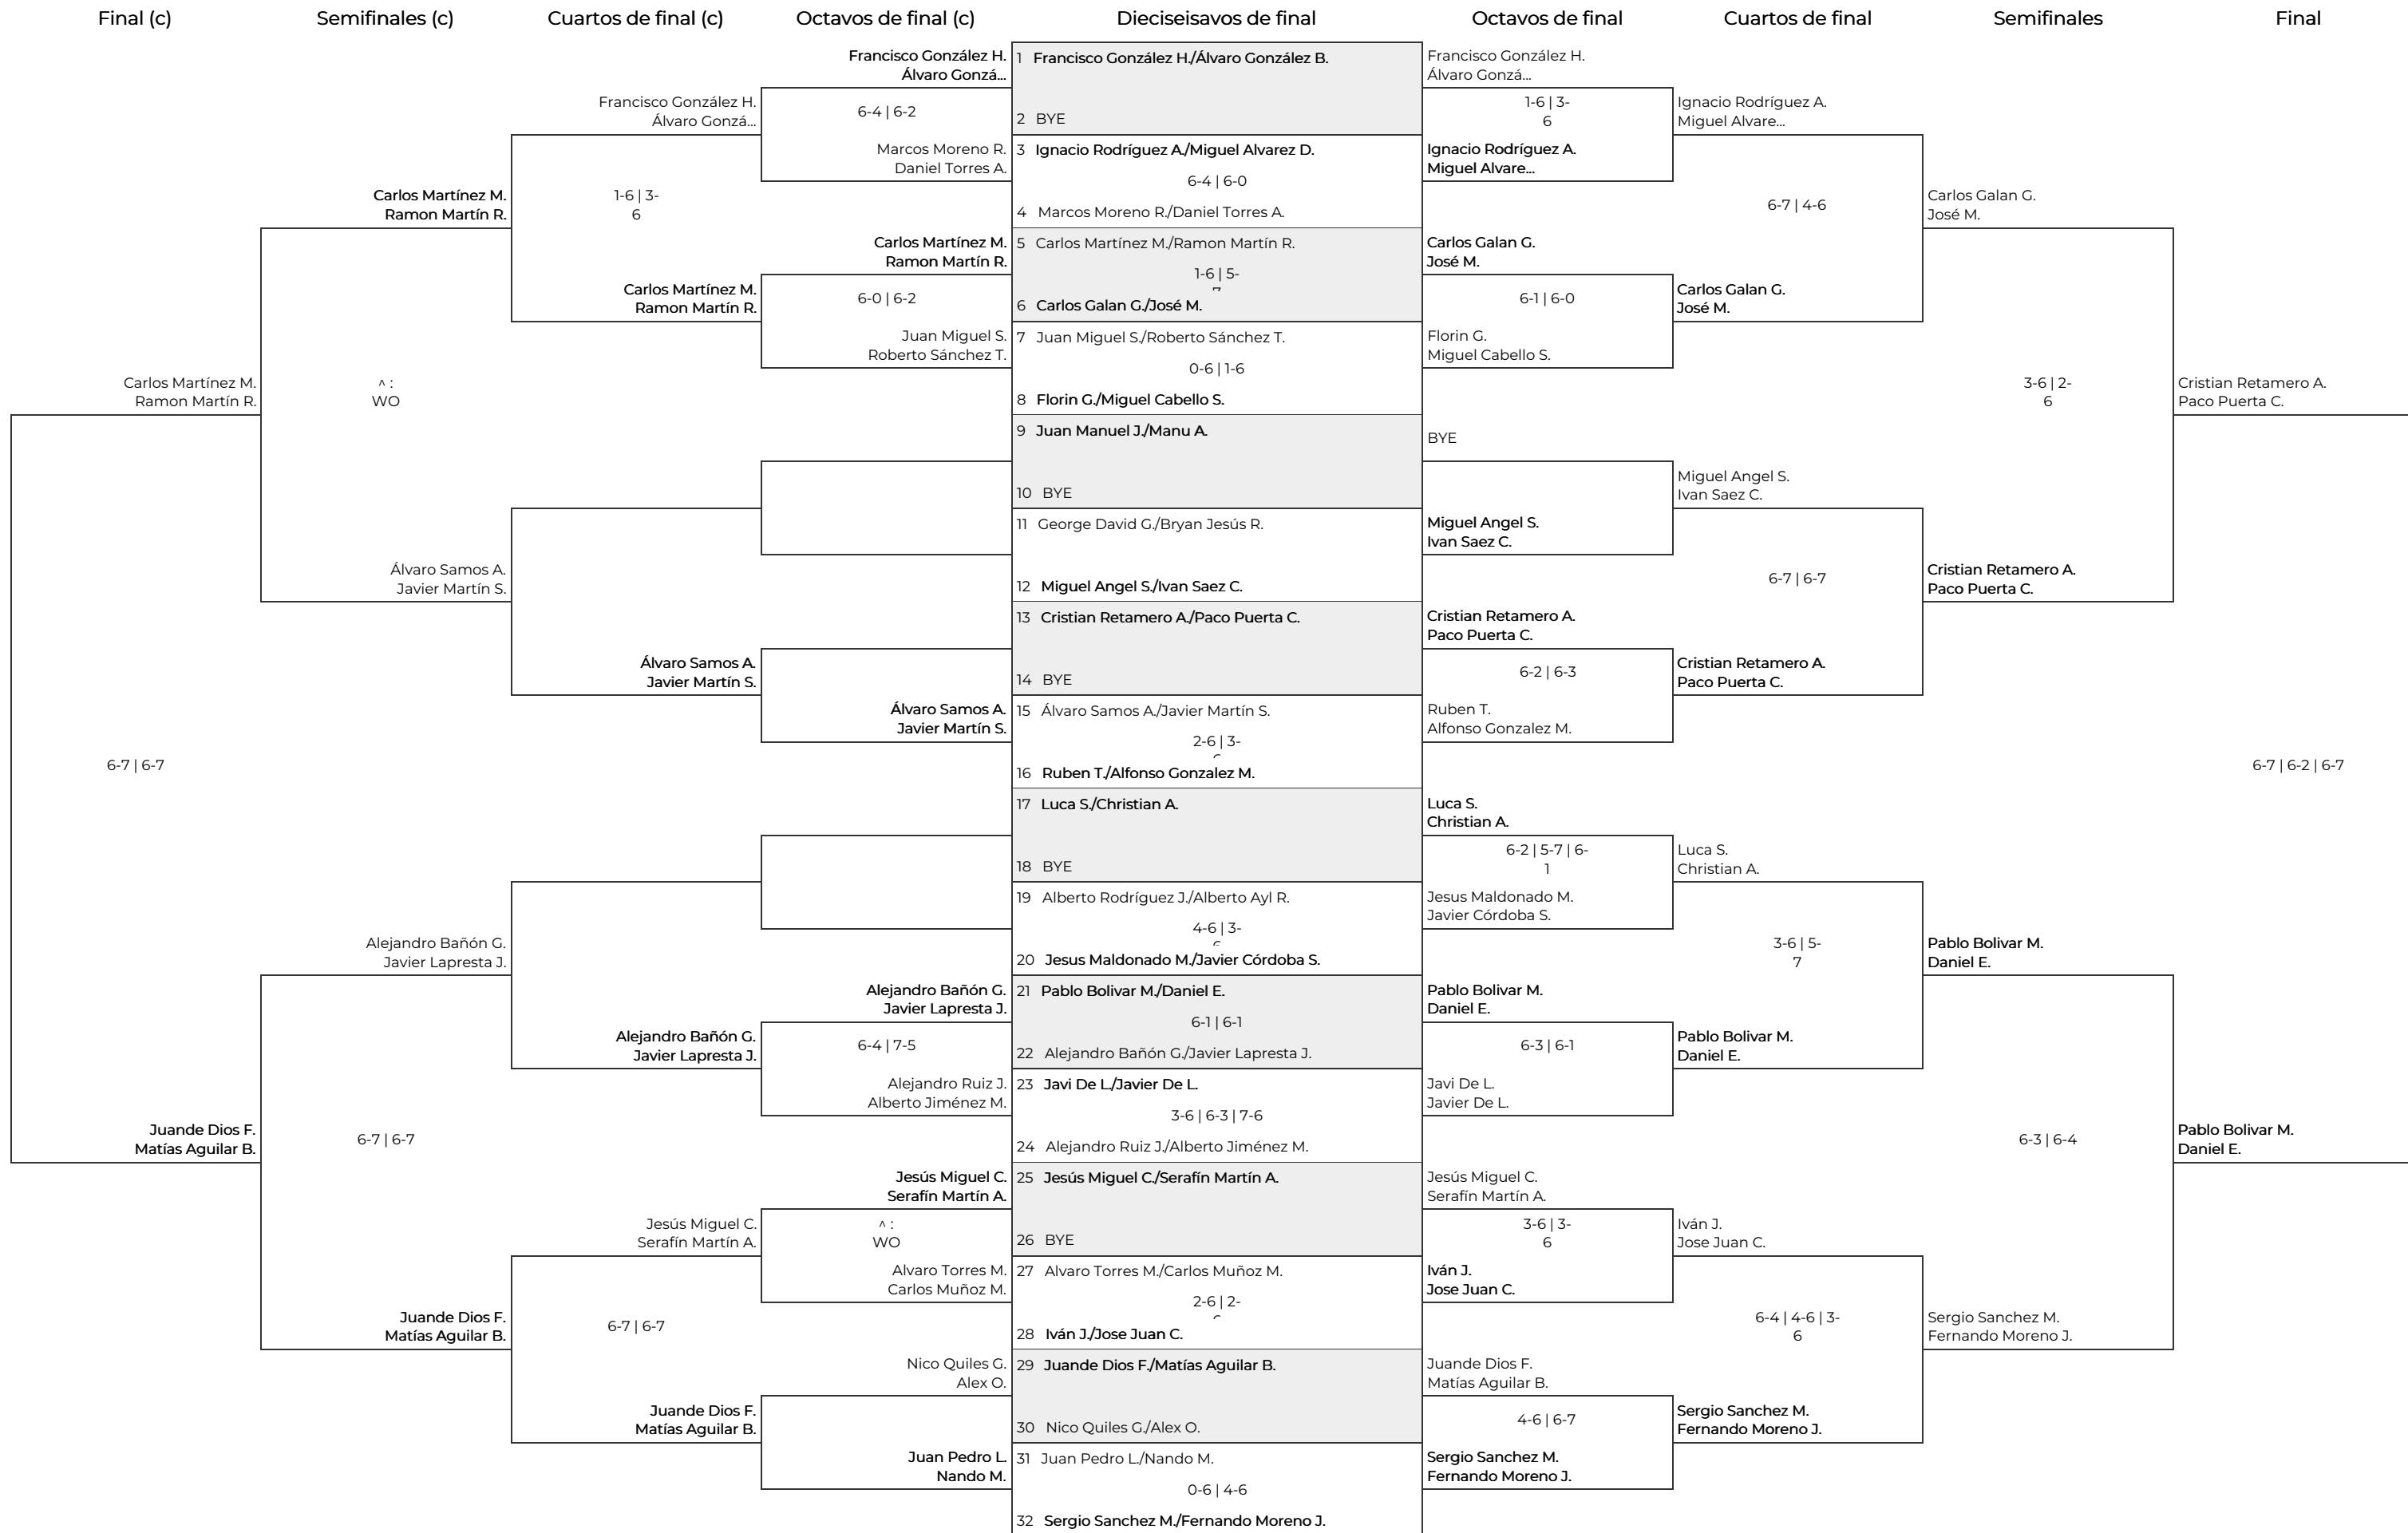 Final (c)
Semifinales (c)
Cuartos de final (c)
Octavos de final (c)
Dieciseisavos de final
Octavos de final
Cuartos de final
Semifinales
Final
Carlos Martínez M.
Ramon Martín R.
6-7 | 6-7
Juande Dios F.
Matías Aguilar B.
Carlos Martínez M.
Ramon Martín R.
^ :
WO
Álvaro Samos A.
Javier Martín S.
Alejandro Bañón G.
Javier Lapresta J.
6-7 | 6-7
Juande Dios F.
Matías Aguilar B.
Francisco González H.
Álvaro Gonzá...
1-6 | 3-
6
Carlos Martínez M.
Ramon Martín R.
Álvaro Samos A.
Javier Martín S.
Alejandro Bañón G.
Javier Lapresta J.
Jesús Miguel C.
Serafín Martín A.
6-7 | 6-7
Juande Dios F.
Matías Aguilar B.
Francisco González H.
Álvaro Gonzá...
6-4 | 6-2
Marcos Moreno R.
Daniel Torres A.
Carlos Martínez M.
Ramon Martín R.
6-0 | 6-2
Juan Miguel S.
Roberto Sánchez T.
Álvaro Samos A.
Javier Martín S.
Alejandro Bañón G.
Javier Lapresta J.
6-4 | 7-5
Alejandro Ruiz J.
Alberto Jiménez M.
Jesús Miguel C.
Serafín Martín A.
^ :
WO
Alvaro Torres M.
Carlos Muñoz M.
Nico Quiles G.
Alex O.
Juan Pedro L.
Nando M.
1 Francisco González H./Álvaro González B.
2 BYE
3 Ignacio Rodríguez A./Miguel Alvarez D.
6-4 | 6-0
4 Marcos Moreno R./Daniel Torres A.
5 Carlos Martínez M./Ramon Martín R.
1-6 | 5-
7
6 Carlos Galan G./José M.
7 Juan Miguel S./Roberto Sánchez T.
0-6 | 1-6
8 Florin G./Miguel Cabello S.
9 Juan Manuel J./Manu A.
10 BYE
11 George David G./Bryan Jesús R.
12 Miguel Angel S./Ivan Saez C.
13 Cristian Retamero A./Paco Puerta C.
14 BYE
15 Álvaro Samos A./Javier Martín S.
2-6 | 3-
16 Ruben T./Alfonso Gonzalez M.
17 Luca S./Christian A.
18 BYE
19 Alberto Rodríguez J./Alberto Ayl R.
4-6 | 3-
20 Jesus Maldonado M./Javier Córdoba S.
21 Pablo Bolivar M./Daniel E.
6-1 | 6-1
22 Alejandro Bañón G./Javier Lapresta J.
23 Javi De L./Javier De L.
3-6 | 6-3 | 7-6
24 Alejandro Ruiz J./Alberto Jiménez M.
25 Jesús Miguel C./Serafín Martín A.
26 BYE
27 Alvaro Torres M./Carlos Muñoz M.
2-6 | 2-
28 Iván J./Jose Juan C.
29 Juande Dios F./Matías Aguilar B.
30 Nico Quiles G./Alex O.
31 Juan Pedro L./Nando M.
0-6 | 4-6
32 Sergio Sanchez M./Fernando Moreno J.
Francisco González H.
Álvaro Gonzá...
1-6 | 3-
6
Ignacio Rodríguez A.
Miguel Alvare...
Carlos Galan G.
José M.
6-1 | 6-0
Florin G.
Miguel Cabello S.
BYE
Miguel Angel S.
Ivan Saez C.
Cristian Retamero A.
Paco Puerta C.
6-2 | 6-3
Ruben T.
Alfonso Gonzalez M.
Luca S.
Christian A.
6-2 | 5-7 | 6-
1
Jesus Maldonado M.
Javier Córdoba S.
Pablo Bolivar M.
Daniel E.
6-3 | 6-1
Javi De L.
Javier De L.
Jesús Miguel C.
Serafín Martín A.
3-6 | 3-
6
Iván J.
Jose Juan C.
Juande Dios F.
Matías Aguilar B.
4-6 | 6-7
Sergio Sanchez M.
Fernando Moreno J.
Ignacio Rodríguez A.
Miguel Alvare...
6-7 | 4-6
Carlos Galan G.
José M.
Miguel Angel S.
Ivan Saez C.
6-7 | 6-7
Cristian Retamero A.
Paco Puerta C.
Luca S.
Christian A.
3-6 | 5-
7
Pablo Bolivar M.
Daniel E.
Iván J.
Jose Juan C.
6-4 | 4-6 | 3-
6
Sergio Sanchez M.
Fernando Moreno J.
Carlos Galan G.
José M.
3-6 | 2-
6
Cristian Retamero A.
Paco Puerta C.
Pablo Bolivar M.
Daniel E.
6-3 | 6-4
Sergio Sanchez M.
Fernando Moreno J.
Cristian Retamero A.
Paco Puerta C.
6-7 | 6-2 | 6-7
Pablo Bolivar M.
Daniel E.